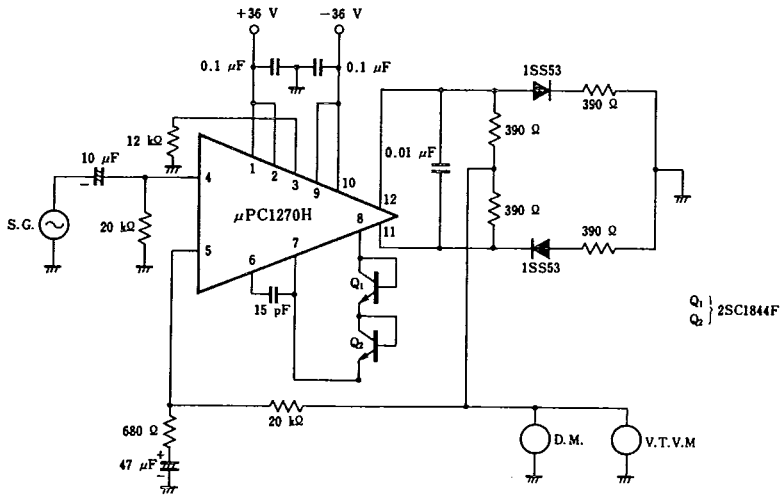 +36 V
−36 V
0.1 μF
0.1 μF
1SS53
390 Ω
12 kΩ
390 Ω
10 μF
−
0.01 μF
1
2
3
9
10
4
12
μPC1270H
S.G.
20 kΩ
390 Ω
8
11
5
7
390 Ω
6
1SS53
Q1
15 pF
Q1
Q2
} 2SC1844F
Q2
20 kΩ
680 Ω
D.M.
V.T.V.M
+
47 μF
−